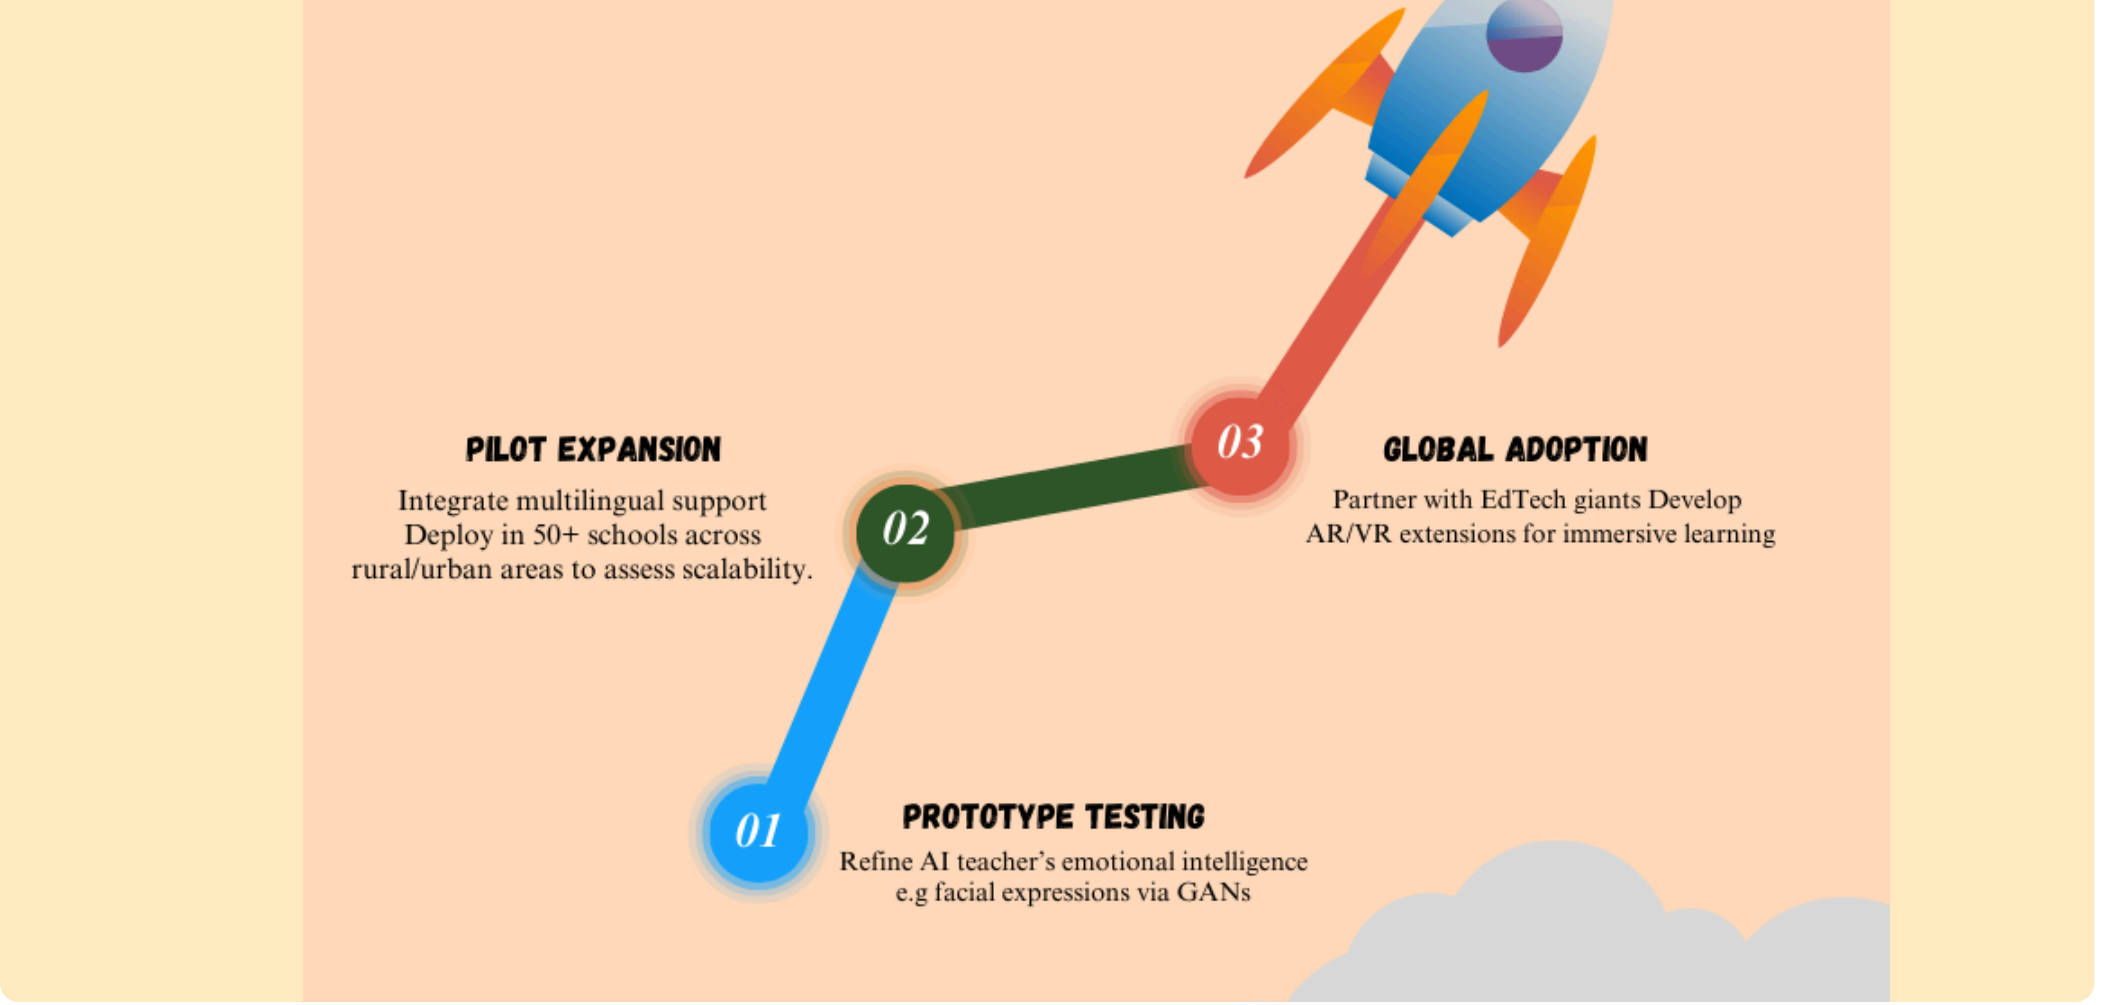 PILOT EXPANSION
Integrate multilingual support
Deploy in 50+ schools across
rural/urban areas to assess scalability.
02
03
GLOBAL ADOPTION
Partner with EdTech giants Develop
AR/VR extensions for immersive learning
01
PROTOTYPE TESTING
Refine AI teacher’s emotional intelligence
e.g facial expressions via GANs